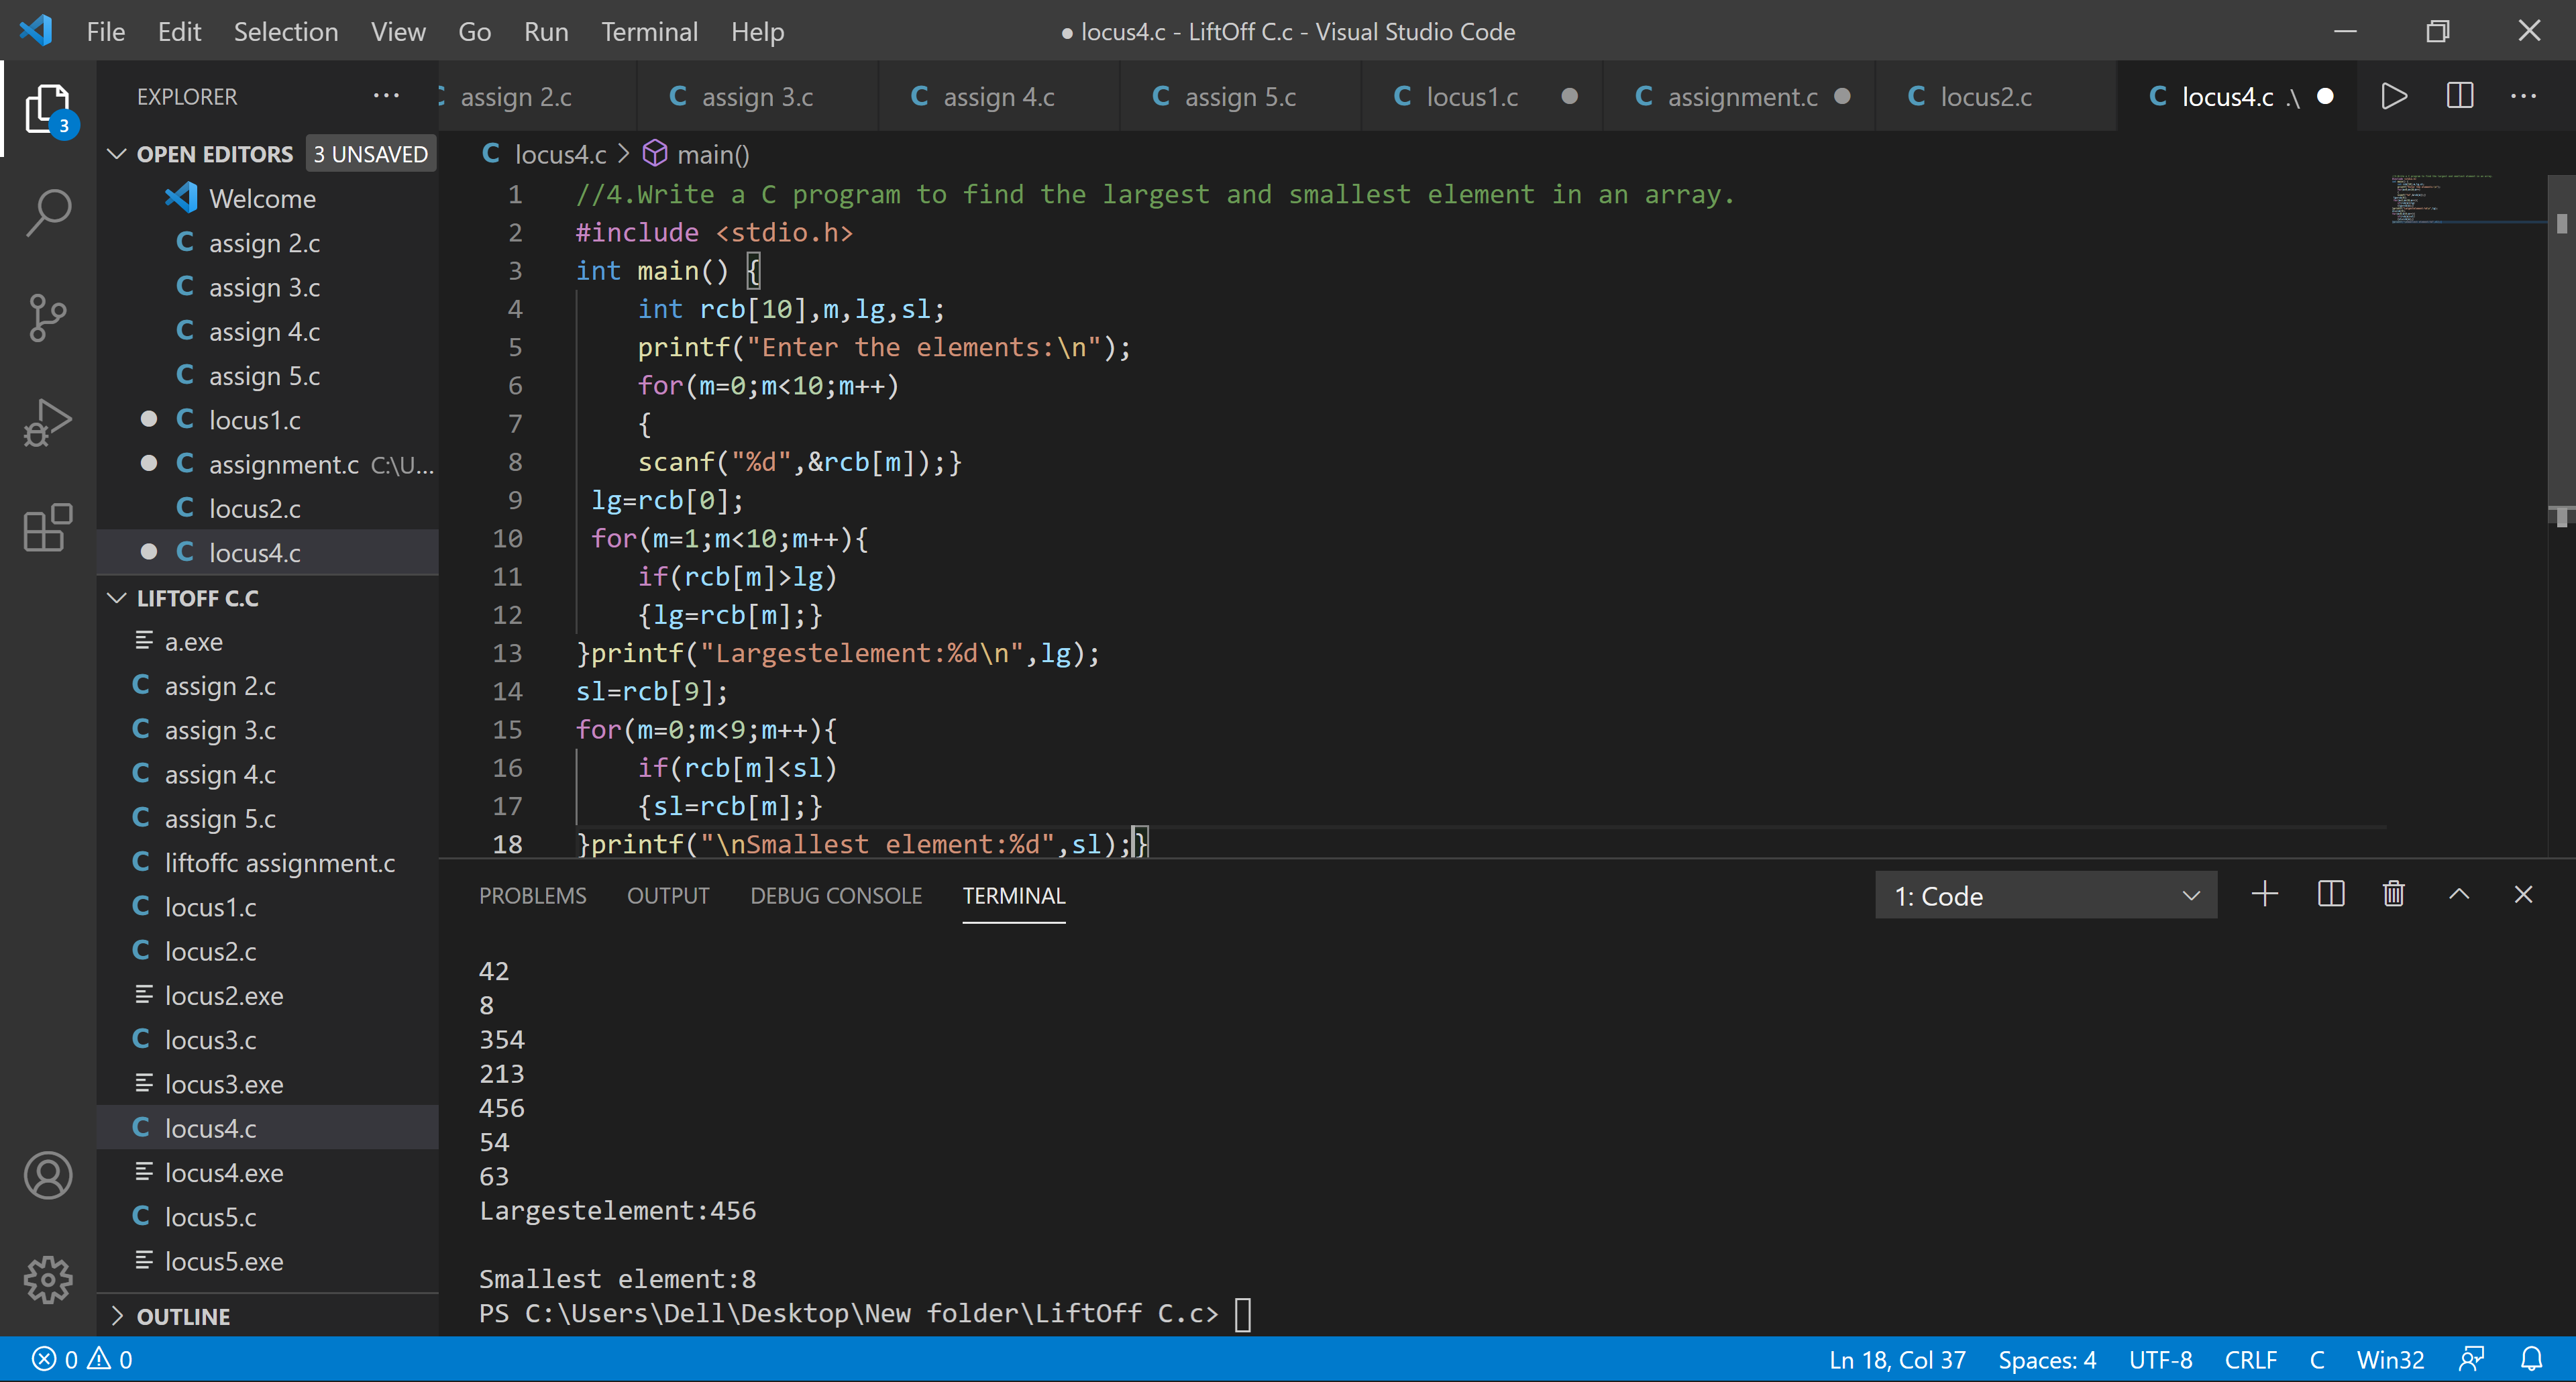 File Edit Selection View Go Run Terminal Help ● locus4.c - LiftOff C.c - Visual Studio Code
EXPLORER ···
assign 2.c assign 3.c assign 4.c assign 5.c locus1.c assignment.c locus2.c locus4.c .\
OPEN EDITORS 3 UNSAVED
Welcome
assign 2.c
assign 3.c
assign 4.c
assign 5.c
locus1.c
assignment.c C:\U...
locus2.c
locus4.c
LIFTOFF C.C
a.exe
assign 2.c
assign 3.c
assign 4.c
assign 5.c
liftoffc assignment.c
locus1.c
locus2.c
locus2.exe
locus3.c
locus3.exe
locus4.c
locus4.exe
locus5.c
locus5.exe
OUTLINE
3
C locus4.c > main()
1 //4.Write a C program to find the largest and smallest element in an array.
2 #include <stdio.h>
3 int main() {
4     int rcb[10],m,lg,sl;
5     printf("Enter the elements:\n");
6     for(m=0;m<10;m++)
7     {
8     scanf("%d",&rcb[m]);}
9  lg=rcb[0];
10  for(m=1;m<10;m++){
11     if(rcb[m]>lg)
12     {lg=rcb[m];}
13 }printf("Largestelement:%d\n",lg);
14 sl=rcb[9];
15 for(m=0;m<9;m++){
16     if(rcb[m]<sl)
17     {sl=rcb[m];}
18 }printf("\nSmallest element:%d",sl);}
PROBLEMS OUTPUT DEBUG CONSOLE TERMINAL 1: Code
42
8
354
213
456
54
63
Largestelement:456
Smallest element:8
PS C:\Users\Dell\Desktop\New folder\LiftOff C.c>
0 0 Ln 18, Col 37 Spaces: 4 UTF-8 CRLF C Win32